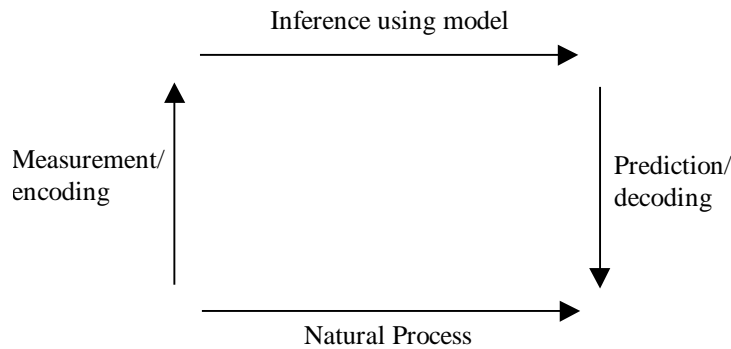 Inference using model
Measurement/
encoding
Prediction/
decoding
Natural Process